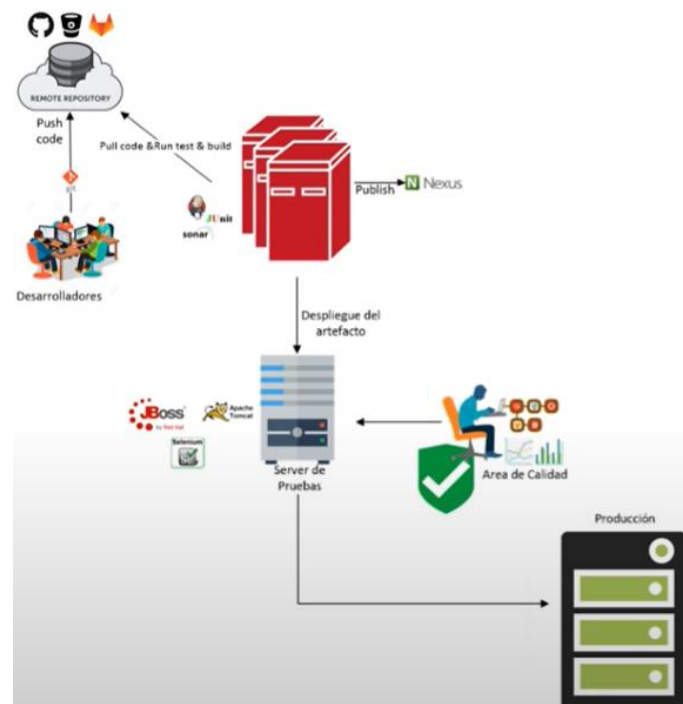 REMOTE REPOSITORY
Push
code
Pull code &Run test & build
git
Desarrolladores
JUnit
sonar
Publish
Nexus
Despliegue del
artefacto
JBoss
by Red Hat
Apache
Tomcat
Selenium
Server de
Pruebas
Area de Calidad
Producción